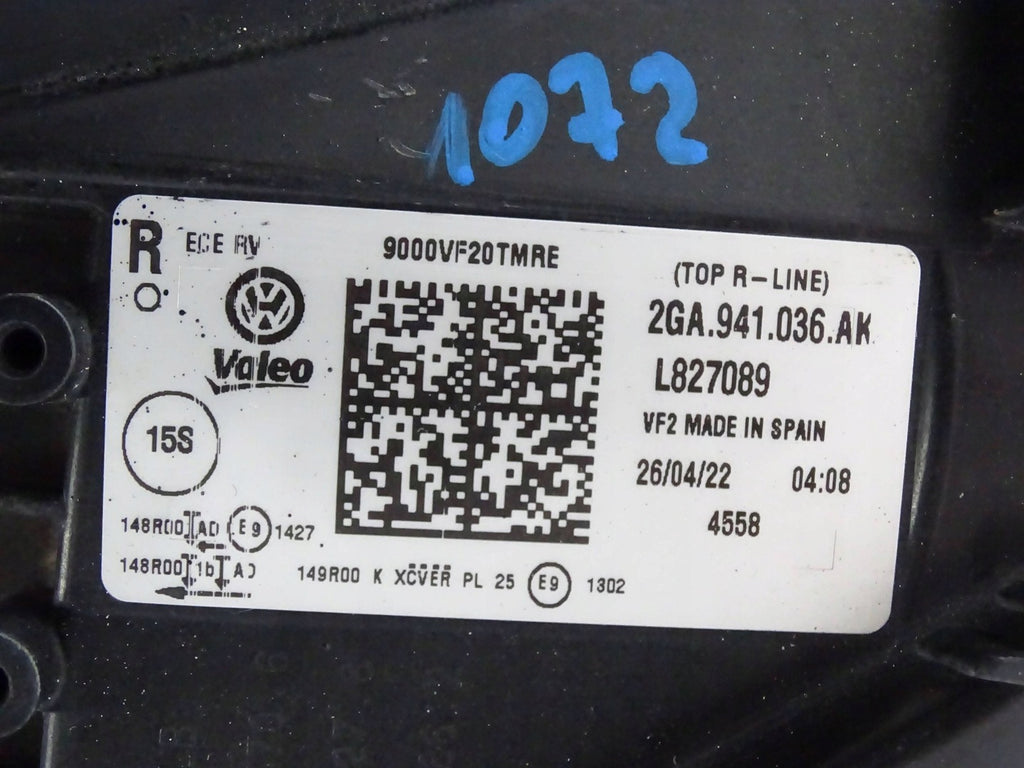 1072
R ECE RV
9000VF20TMRE
(TOP R-LINE)
2GA.941.036.AK
Valeo
L827089
VF2 MADE IN SPAIN
15S
26/04/22 04:08
4558
148R00 AD E9 1427
148R00 1b AD
149R00 K XCVER PL 25 E9 1302